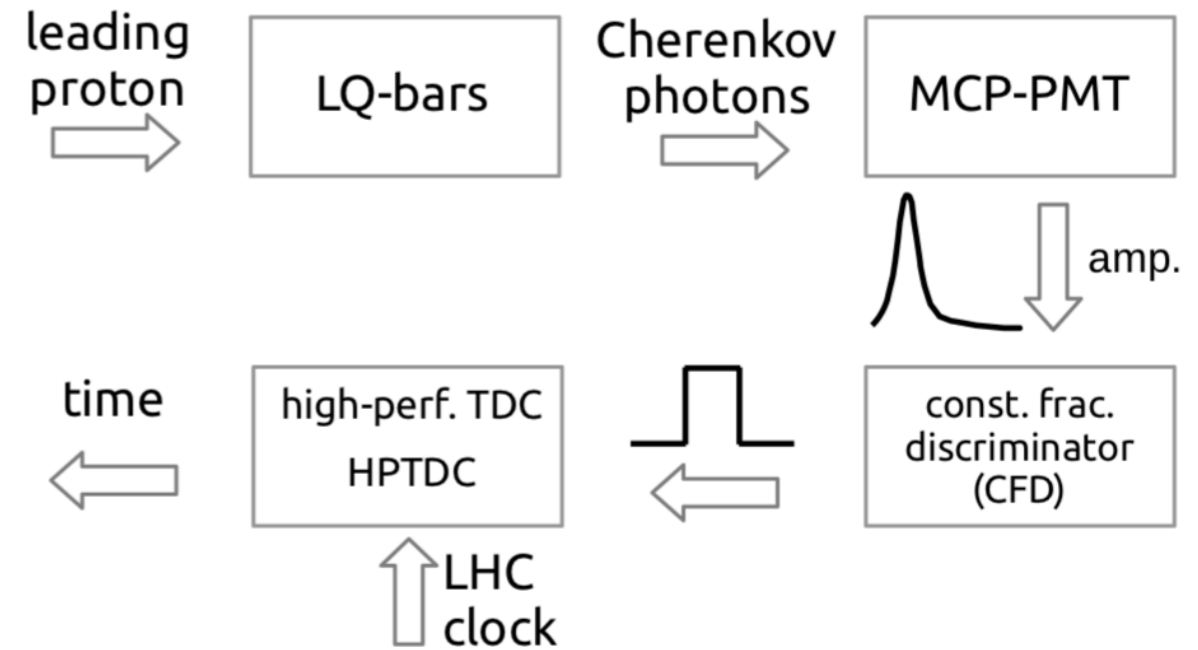 leading
proton
LQ-bars
Cherenkov
photons
MCP-PMT
amp.
time
high-perf. TDC
HPTDC
const. frac.
discriminator
(CFD)
LHC
clock